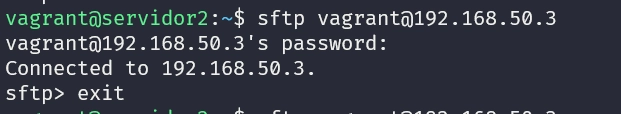 vagrant@servidor2:~$ sftp vagrant@192.168.50.3
vagrant@192.168.50.3's password:
Connected to 192.168.50.3.
sftp> exit